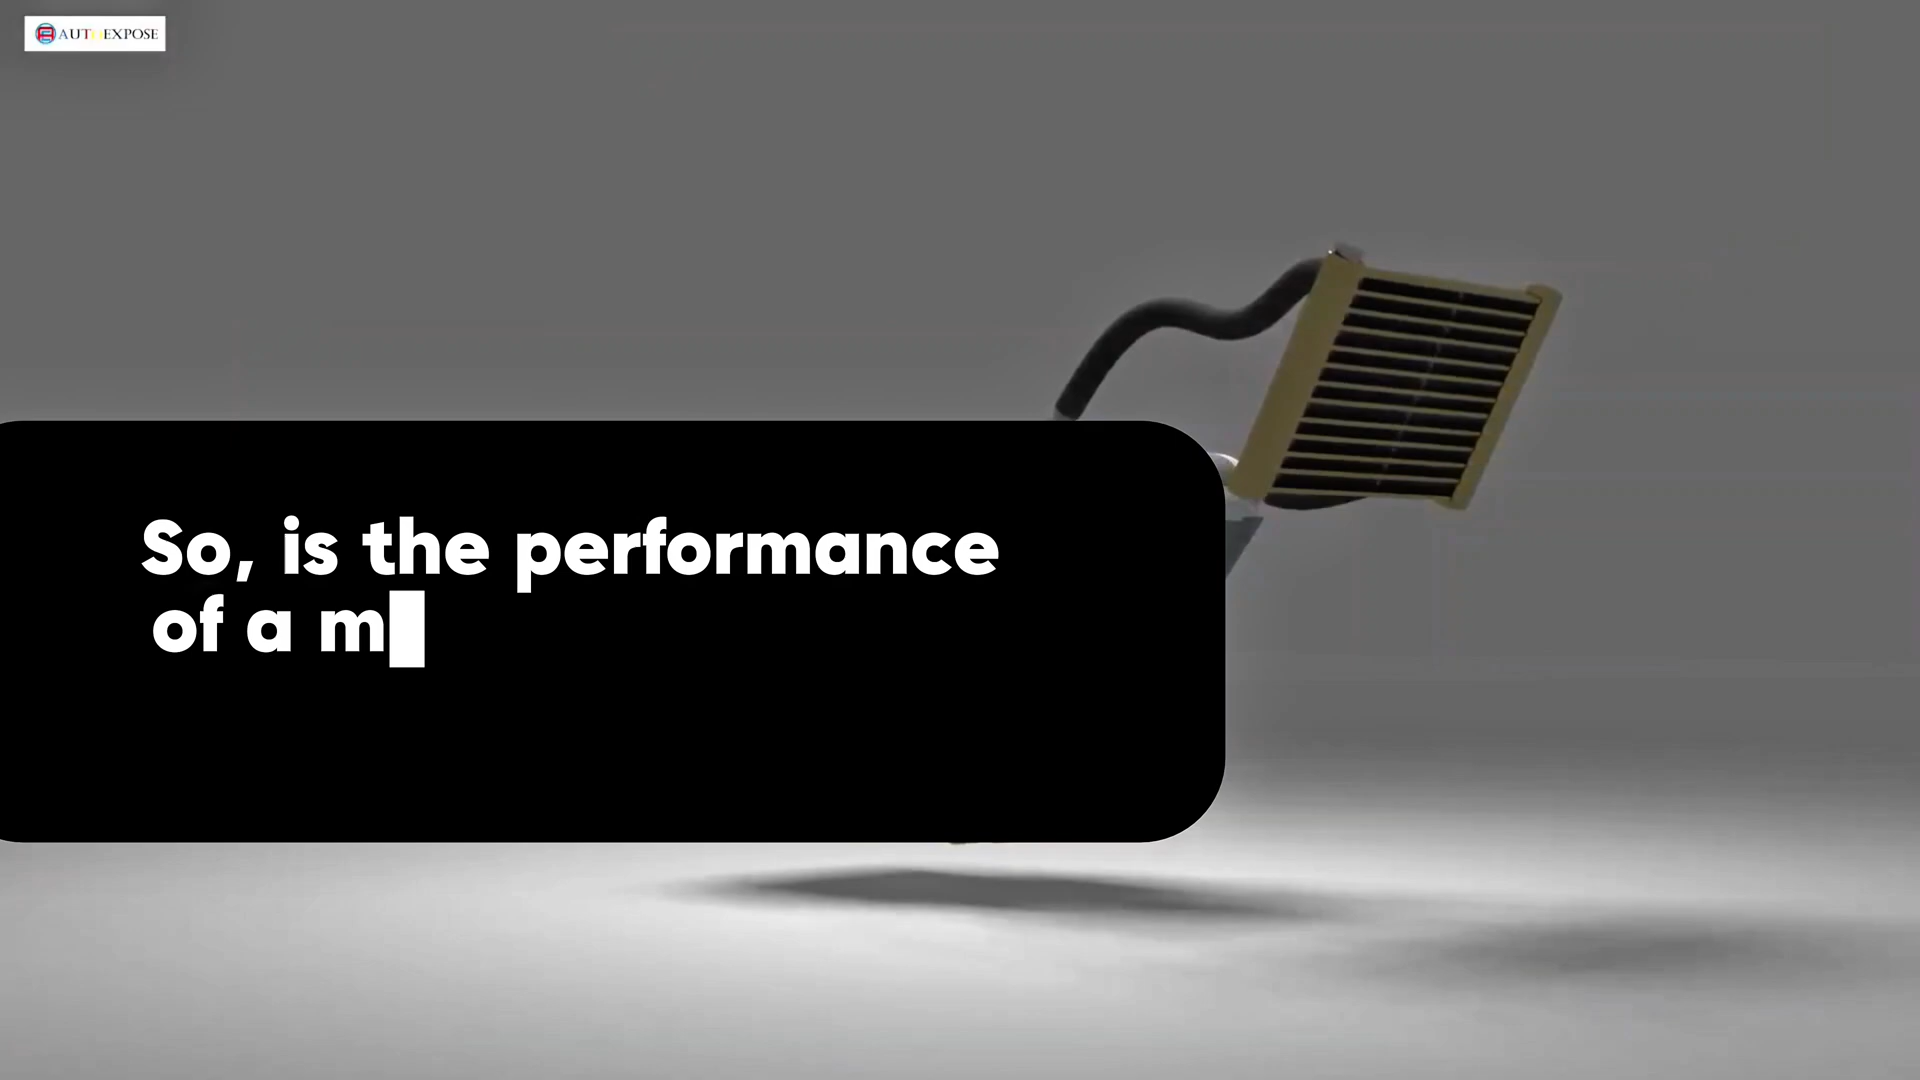 AUTOEXPOSE
So, is the performance
of a m